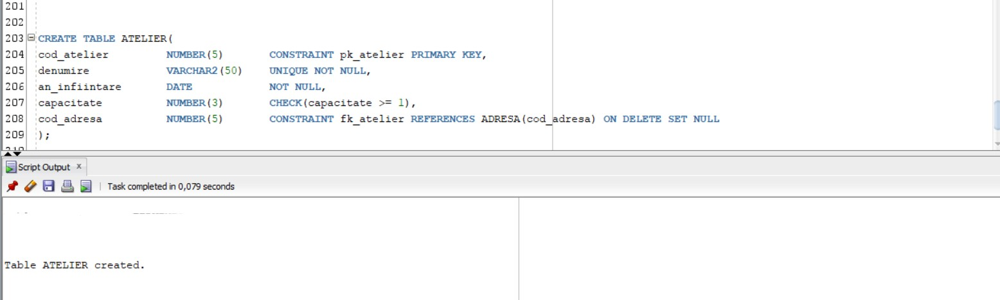 201
202
203 CREATE TABLE ATELIER(
204 cod_atelier NUMBER(5) CONSTRAINT pk_atelier PRIMARY KEY,
205 denumire VARCHAR2(50) UNIQUE NOT NULL,
206 an_infiintare DATE NOT NULL,
207 capacitate NUMBER(3) CHECK(capacitate >= 1),
208 cod_adresa NUMBER(5) CONSTRAINT fk_atelier REFERENCES ADRESA(cod_adresa) ON DELETE SET NULL
209 );
210
Script Output x
Task completed in 0,079 seconds
Table ATELIER created.